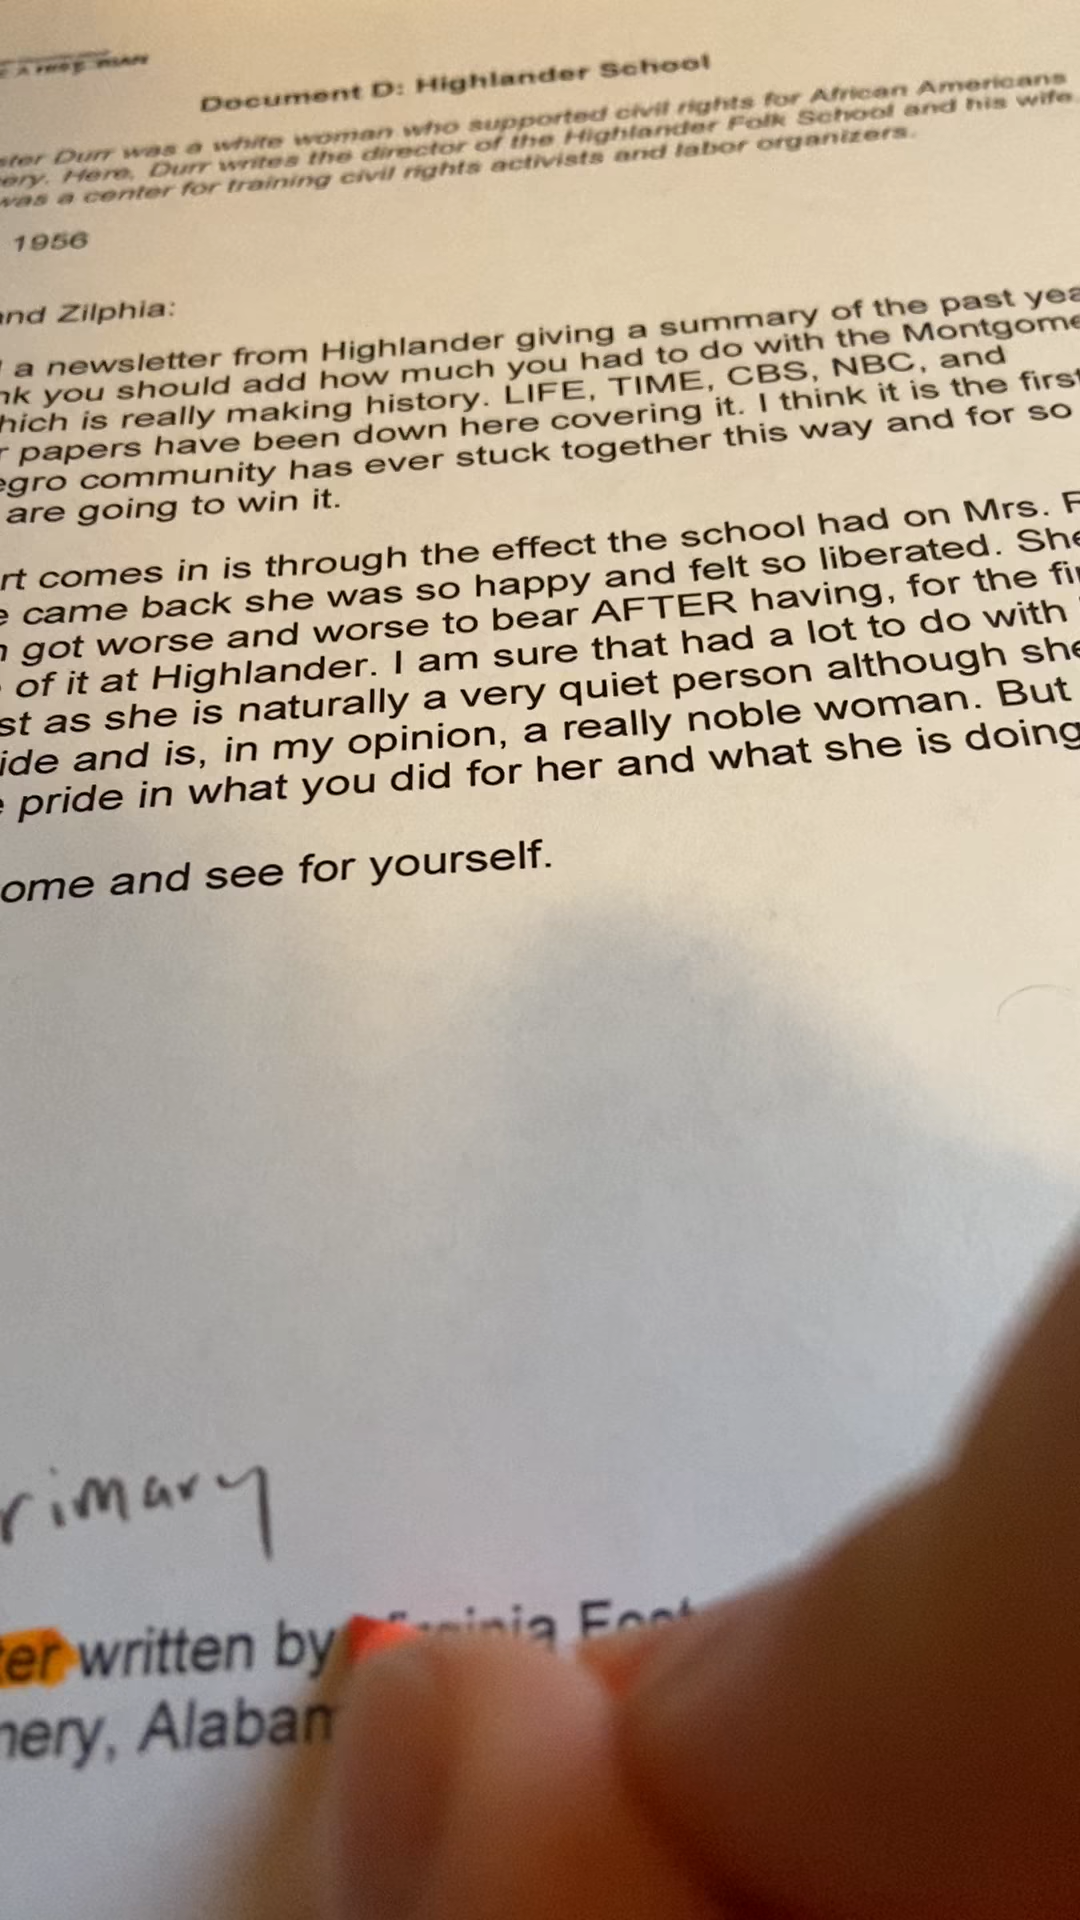 Document D: Highlander School
Durr was a white woman who supported civil rights for African Americans
Here, Durr writes the director of the Highlander Folk School and his wife
was a center for training civil rights activists and labor organizers.
1956
and Zilphia:
a newsletter from Highlander giving a summary of the past yea
nk you should add how much you had to do with the Montgome
hich is really making history. LIFE, TIME, CBS, NBC, and
r papers have been down here covering it. I think it is the first
egro community has ever stuck together this way and for so
are going to win it.
rt comes in is through the effect the school had on Mrs.
e came back she was so happy and felt so liberated. She
n got worse and worse to bear AFTER having, for the fi
of it at Highlander. I am sure that had a lot to do with
st as she is naturally a very quiet person although she
ide and is, in my opinion, a really noble woman. But
e pride in what you did for her and what she is doing
ome and see for yourself.
rimary
ter written by
mery, Alabam